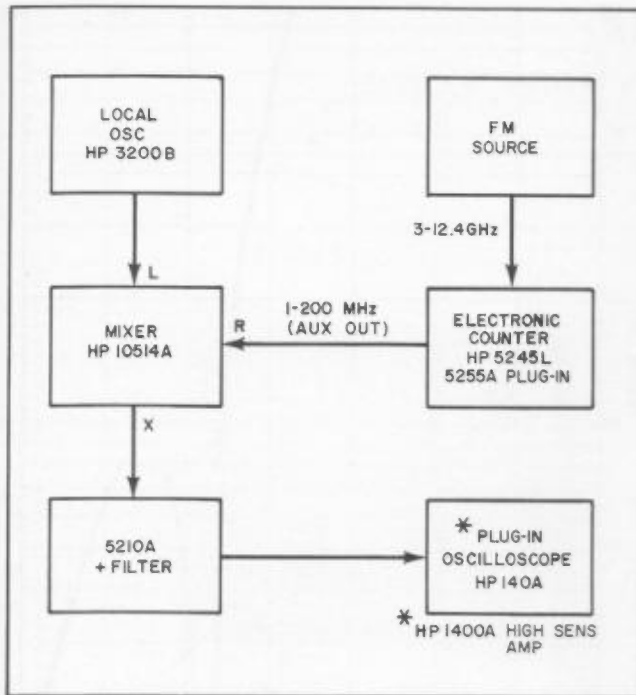 LOCAL
OSC
HP 3200B
FM
SOURCE
3-12.4GHz
L
MIXER
HP 10514A
R
1-200 MHz
(AUX OUT)
ELECTRONIC
COUNTER
HP 5245L
5255A PLUG-IN
X
5210A
+ FILTER
* PLUG-IN
OSCILLOSCOPE
HP 140A
* HP 1400A HIGH SENS
AMP